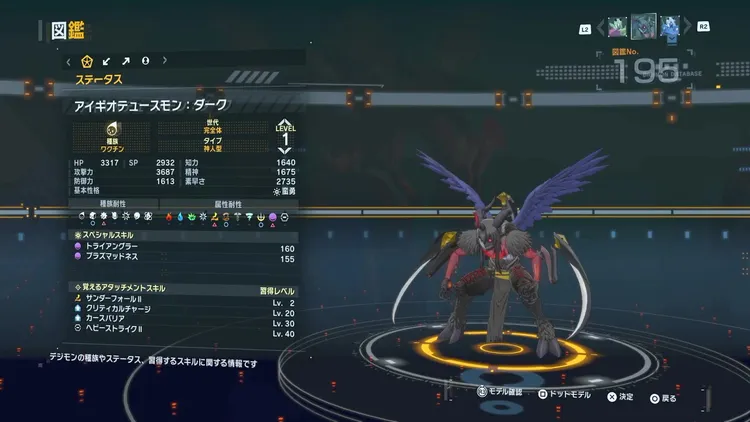 図鑑
L2
R2
図鑑No.
195
DATABASE
ステータス
アイギオテュースモン：ダーク
種族
ワクチン
世代
完全体
タイプ
神人型
LEVEL
1
HP 3317 SP 2932 知力 1640
攻撃力 3687 精神 1675
防御力 1613 素早さ 2735
基本性格 蛮勇
種族耐性 属性耐性
スペシャルスキル
トライアングラー 160
プラズマッドネス 155
覚えるアタッチメントスキル 習得レベル
サンダーフォールⅡ Lv. 2
クリティカルチャージ Lv. 20
カースバリア Lv. 30
ヘビーストライクⅡ Lv. 40
デジモンの種族やステータス、習得するスキルに関する情報です
モデル確認 ドットモデル 決定 戻る